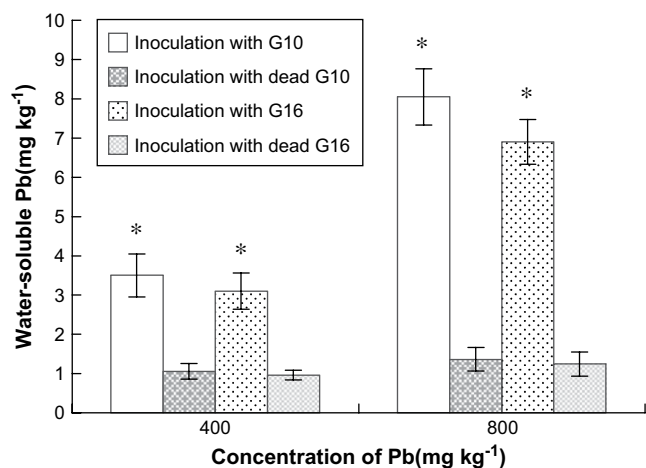 Water-soluble Pb(mg kg⁻¹)
10
9
8
7
6
5
4
3
2
1
0
Inoculation with G10
Inoculation with dead G10
Inoculation with G16
Inoculation with dead G16
*
*
*
*
400
800
Concentration of Pb(mg kg⁻¹)